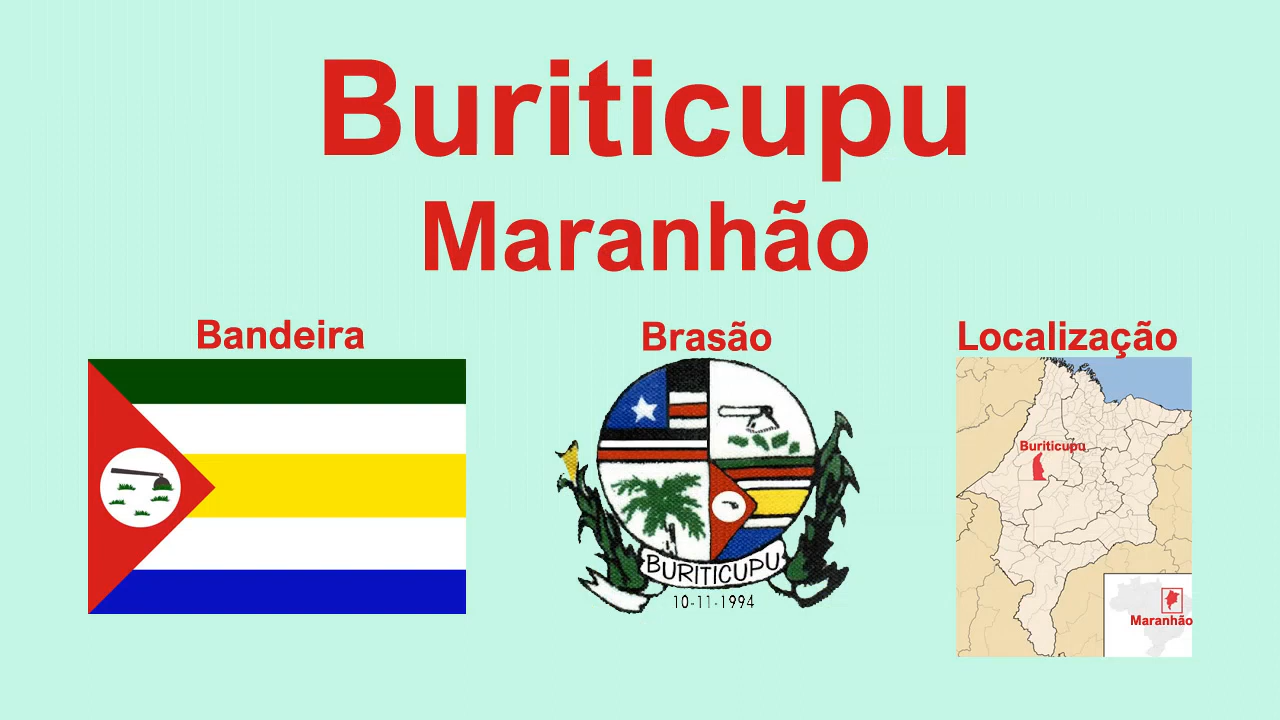 Buriticupu
Maranhão
Bandeira
Brasão
Localização
BURITICUPU
10-11-1994
Buriticupu
Maranhão